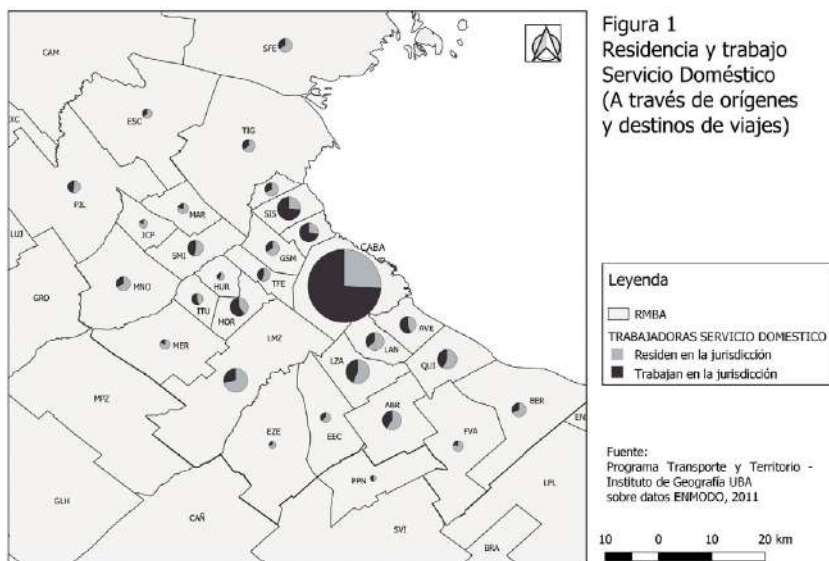 Figura 1
Residencia y trabajo
Servicio Doméstico
(A través de orígenes
y destinos de viajes)
CAM
SFE
ESC
TIG
PIL
MAR
SIS
LUJ
SMI
GSM
CABA
MNO
HUR
TFE
GRO
ITU
MOR
AVE
MER
LMZ
LAN
LZA
QUI
MPZ
ABR
BER
EZE
EEC
FVA
PPN
LPL
GLH
CAÑ
SVI
BRA
Leyenda
RMBA
TRABAJADORAS SERVICIO DOMESTICO
Residen en la jurisdicción
Trabajan en la jurisdicción
Fuente:
Programa Transporte y Territorio -
Instituto de Geografía UBA
sobre datos ENMODO, 2011
10 0 10 20 km